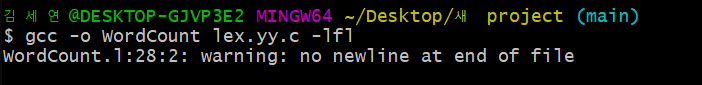 김 세 연 @DESKTOP-GJVP3E2 MINGW64 ~/Desktop/새 project (main)
$ gcc -o WordCount lex.yy.c -lfl
WordCount.l:28:2: warning: no newline at end of file